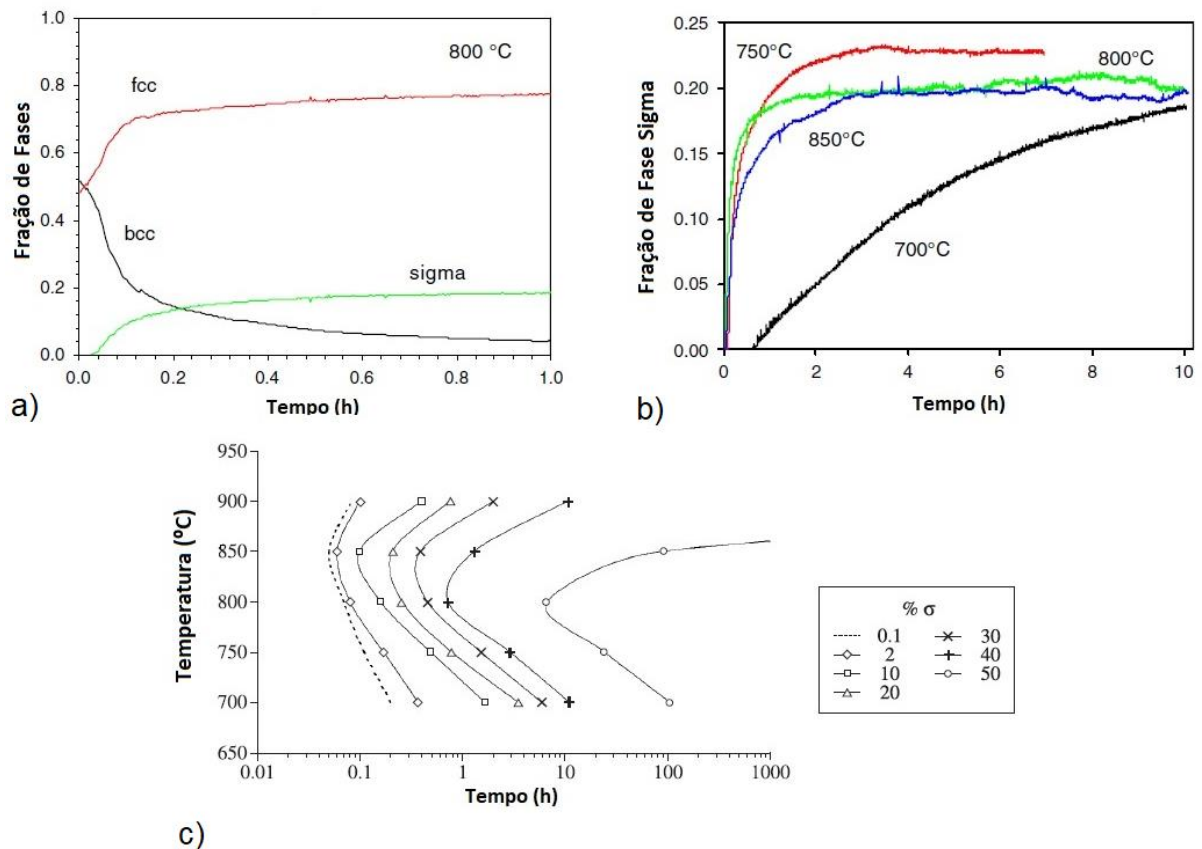 1.0
0.8
0.6
0.4
0.2
0.0
Fração de Fases
800 °C
fcc
bcc
sigma
0.0 0.2 0.4 0.6 0.8 1.0
Tempo (h)
a)
0.25
0.20
0.15
0.10
0.05
0.00
Fração de Fase Sigma
750°C
800°C
850°C
700°C
0 2 4 6 8 10
Tempo (h)
b)
950
900
850
800
750
700
650
Temperatura (ºC)
0.01 0.1 1 10 100 1000
Tempo (h)
% σ
0.1 30
2 40
10 50
20
c)